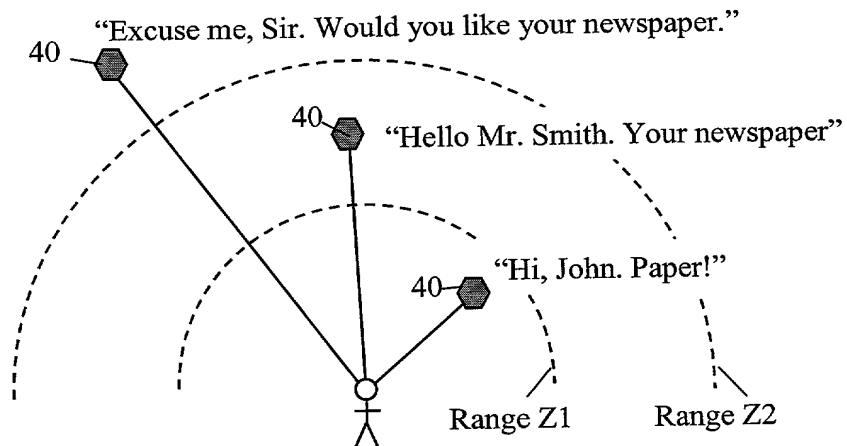 “Excuse me, Sir. Would you like your newspaper.”
40
40
“Hello Mr. Smith. Your newspaper”
“Hi, John. Paper!”
40
Range Z1
Range Z2